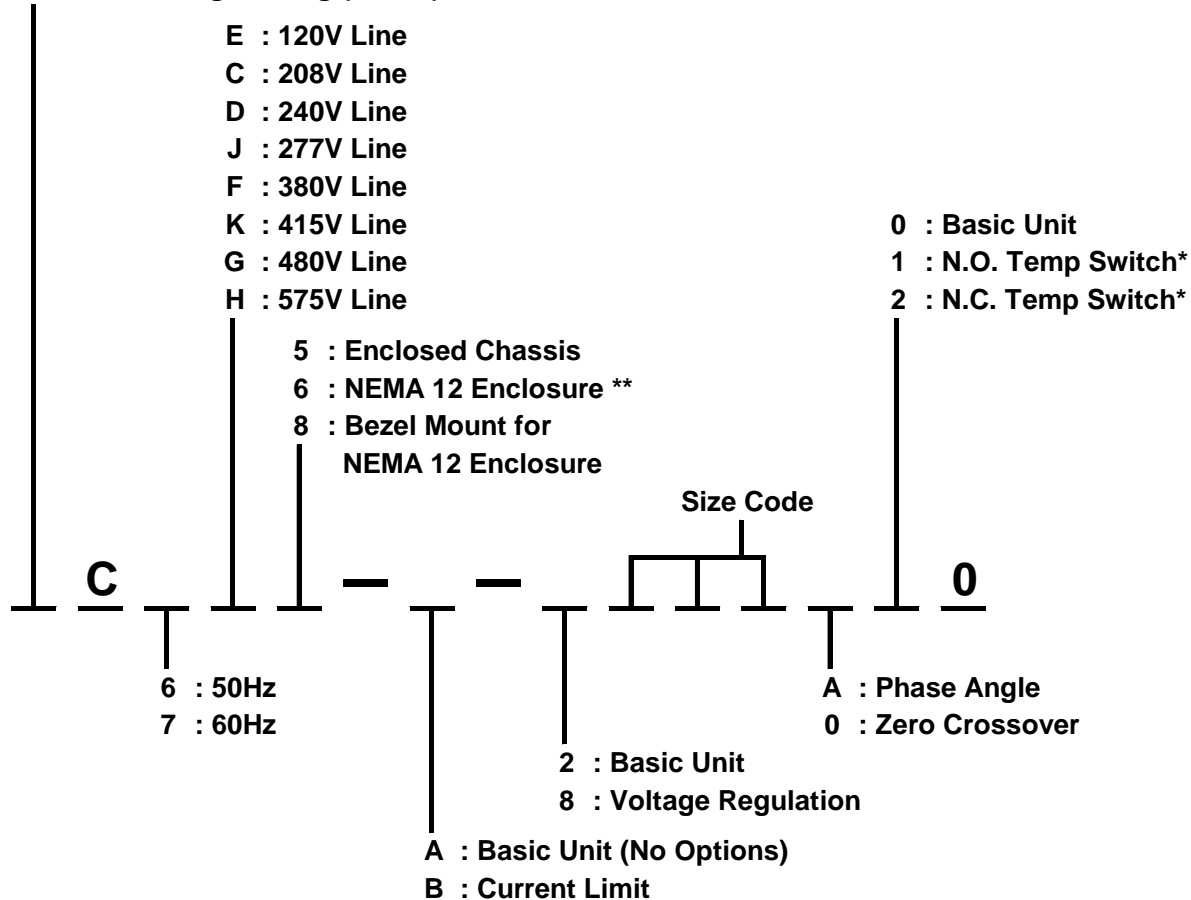 E : 120V Line
C : 208V Line
D : 240V Line
J : 277V Line
F : 380V Line
K : 415V Line
G : 480V Line
H : 575V Line
0 : Basic Unit
1 : N.O. Temp Switch*
2 : N.C. Temp Switch*
5 : Enclosed Chassis
6 : NEMA 12 Enclosure **
8 : Bezel Mount for
NEMA 12 Enclosure
Size Code
C – – 0
6 : 50Hz
7 : 60Hz
A : Phase Angle
0 : Zero Crossover
2 : Basic Unit
8 : Voltage Regulation
A : Basic Unit (No Options)
B : Current Limit